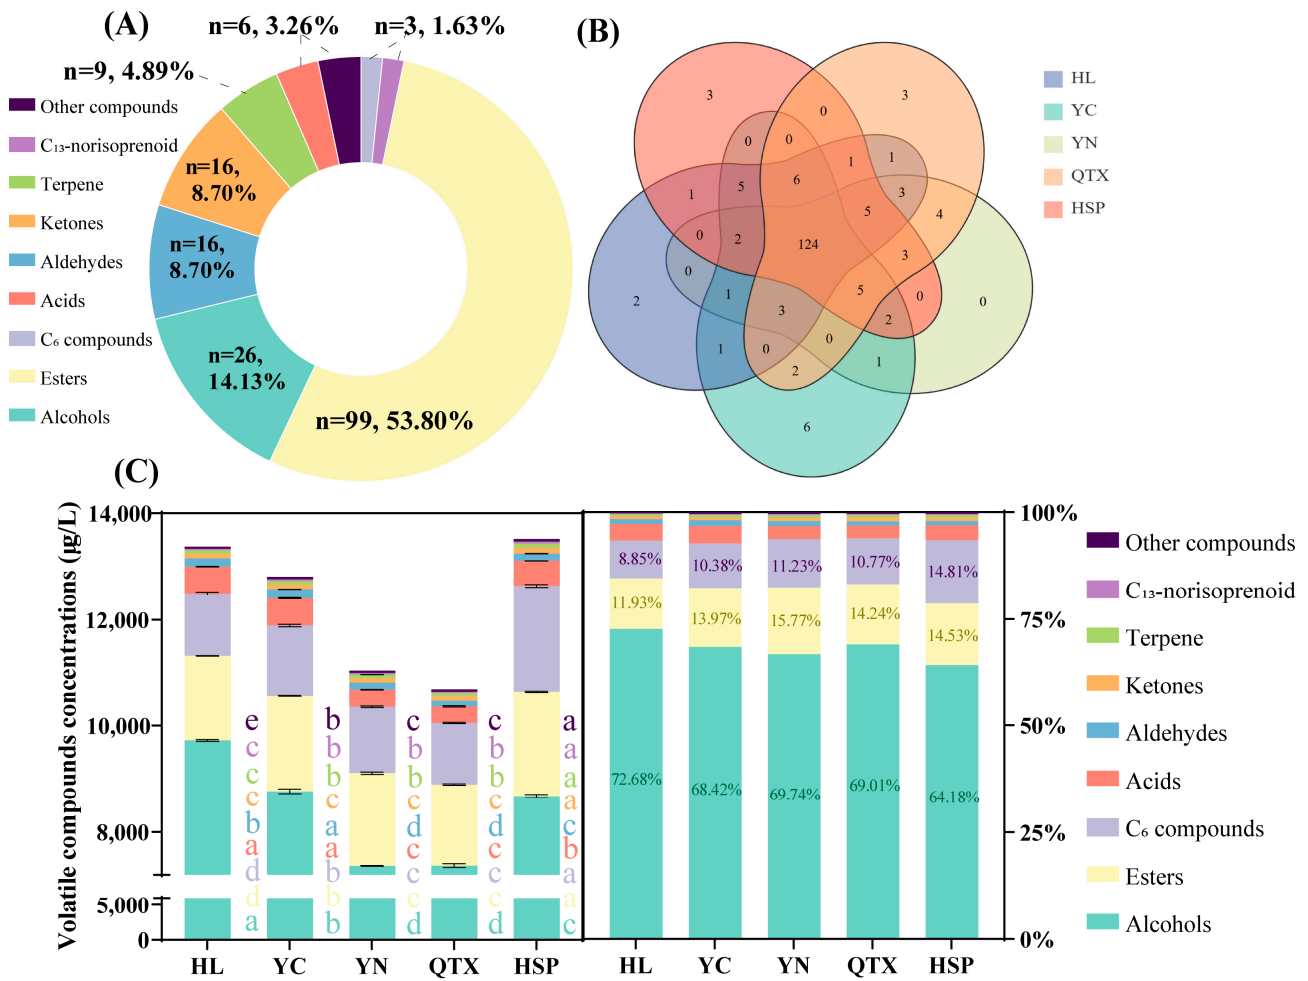 (A)
n=6, 3.26%
n=3, 1.63%
n=9, 4.89%
Other compounds
C₁₃-norisoprenoid
Terpene
Ketones
Aldehydes
Acids
C₆ compounds
Esters
Alcohols
n=16,
8.70%
n=16,
8.70%
n=26,
14.13%
n=99, 53.80%
(B)
3
0
3
0
0
1
1
1
5
6
3
5
4
0
2
124
3
0
2
1
3
5
0
0
2
1
0
0
1
2
6
HL
YC
YN
QTX
HSP
(C)
Volatile compounds concentrations (μg/L)
14,000
12,000
10,000
8,000
5,000
0
e b c c a
c b b b a
c b b b a
c c c c a
b a d d c
a a c c b
d b c c a
d b c c a
a b d d c
HL YC YN QTX HSP
8.85% 10.38% 11.23% 10.77% 14.81%
11.93% 13.97% 15.77% 14.24% 14.53%
72.68% 68.42% 69.74% 69.01% 64.18%
HL YC YN QTX HSP
100%
75%
50%
25%
0%
Other compounds
C₁₃-norisoprenoid
Terpene
Ketones
Aldehydes
Acids
C₆ compounds
Esters
Alcohols